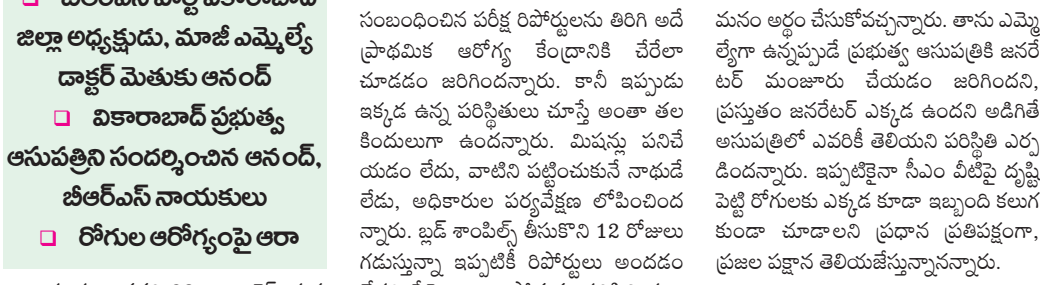 జిల్లా అధ్యక్షుడు, మాజీ ఎమ్మెల్యే
డాక్టర్ మెతుకు ఆనంద్
❑ వికారాబాద్ ప్రభుత్వ
ఆసుపత్రిని సందర్శించిన ఆనంద్,
బీఆర్ఎస్ నాయకులు
❑ రోగుల ఆరోగ్యంపై ఆరా
సంబంధించిన పరీక్ష రిపోర్టులను తిరిగి అదే
ప్రాథమిక ఆరోగ్య కేంద్రానికి చేరేలా
చూడడం జరిగిందన్నారు. కానీ ఇప్పుడు
ఇక్కడ ఉన్న పరిస్థితులు చూస్తే అంతా తల
కిందులుగా ఉందన్నారు. మిషన్లు పనిచే
యడం లేదు, వాటిని పట్టించుకునే నాథుడే
లేడు, అధికారుల పర్యవేక్షణ లోపించింద
న్నారు. బ్లడ్ శాంపిల్స్ తీసుకొని 12 రోజులు
గడుస్తున్నా ఇప్పటికీ రిపోర్టులు అందడం
మనం అర్థం చేసుకోవచ్చన్నారు. తాను ఎమ్మె
ల్యేగా ఉన్నప్పుడే ప్రభుత్వ ఆసుపత్రికి జనరే
టర్ మంజూరు చేయడం జరిగిందని,
ప్రస్తుతం జనరేటర్ ఎక్కడ ఉందని అడిగితే
అసుపత్రిలో ఎవరికీ తెలియని పరిస్థితి ఎర్ప
డిందన్నారు. ఇప్పటికైనా సీఎం వీటిపై దృష్టి
పెట్టి రోగులకు ఎక్కడ కూడా ఇబ్బంది కలుగ
కుండా చూడాలని ప్రధాన ప్రతిపక్షంగా,
ప్రజల పక్షాన తెలియజేస్తున్నానన్నారు.